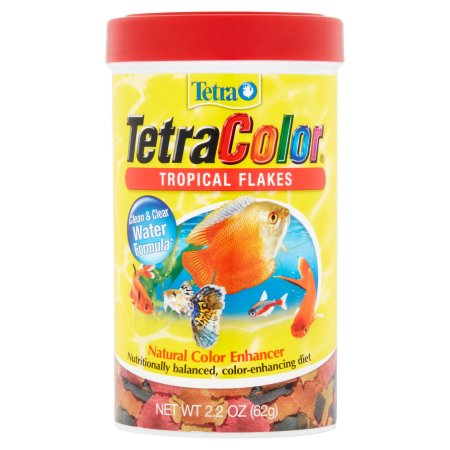 Tetra
TetraColor®
TROPICAL FLAKES
Clean & Clear
Water
Formula™
Natural Color Enhancer
Nutritionally balanced, color-enhancing diet
NET WT 2.2 OZ (62g)